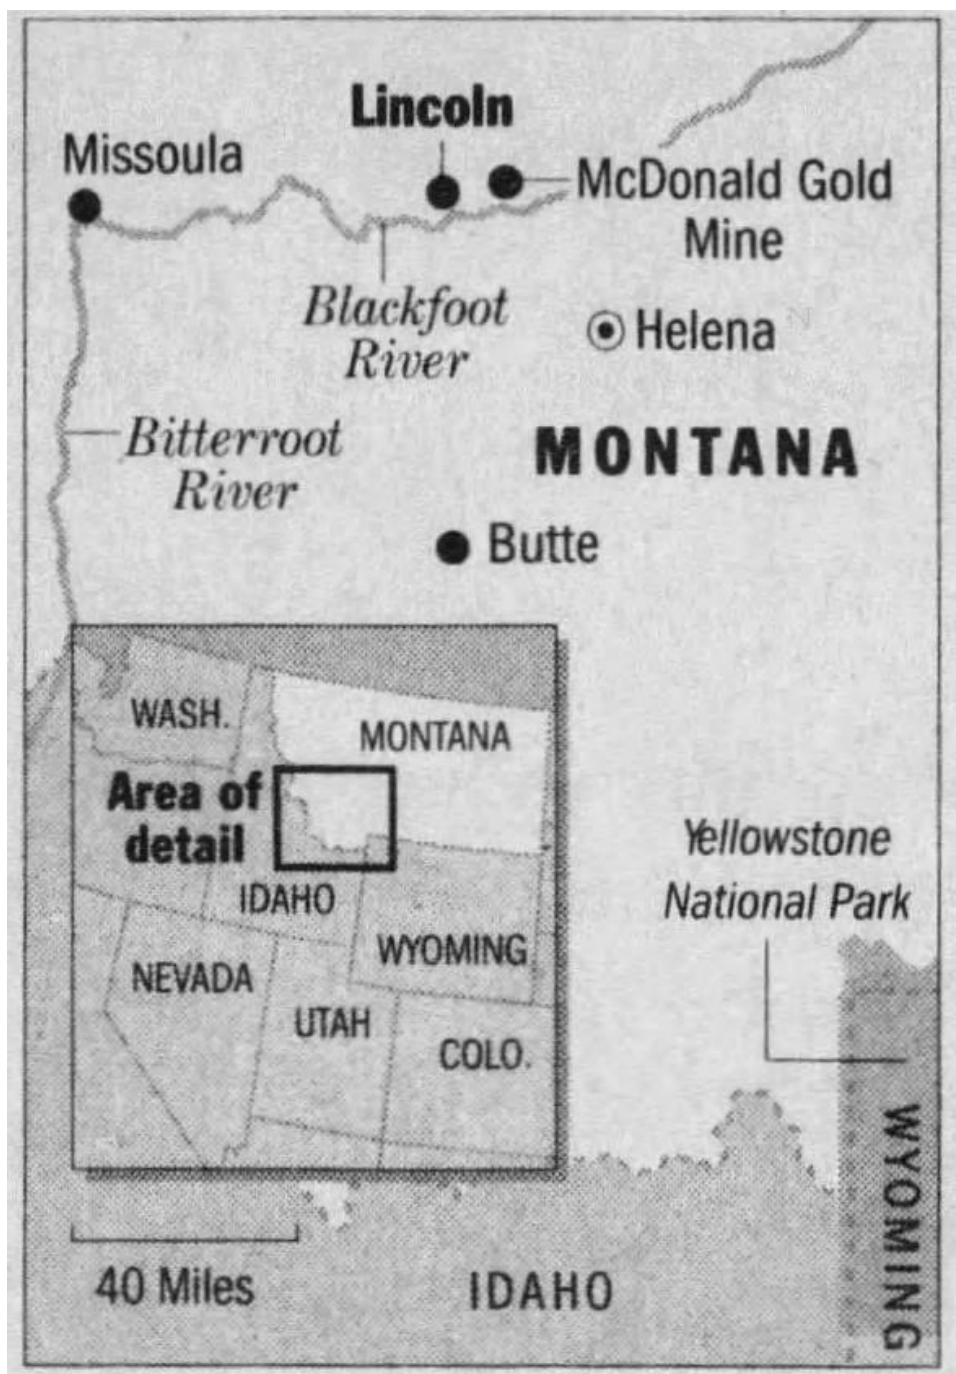 Lincoln
Missoula
McDonald Gold
Mine
Blackfoot
River
Helena
Bitterroot
River
MONTANA
Butte
WASH.
MONTANA
Area of
detail
IDAHO
WYOMING
NEVADA
UTAH
COLO.
Yellowstone
National Park
WYOMING
40 Miles
IDAHO